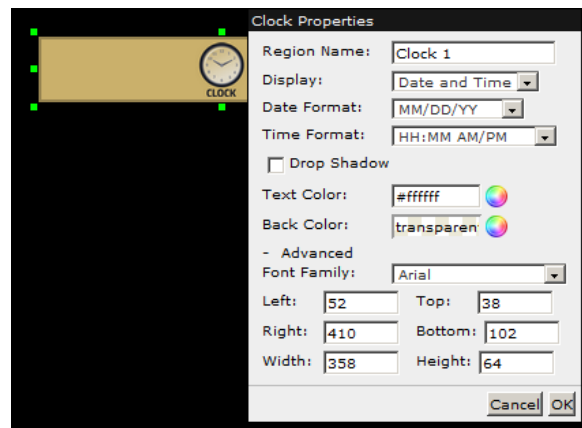 Clock Properties
Region Name: Clock 1
Display: Date and Time
Date Format: MM/DD/YY
Time Format: HH:MM AM/PM
Drop Shadow
Text Color: #ffffff
Back Color: transparen
- Advanced
Font Family: Arial
Left: 52 Top: 38
Right: 410 Bottom: 102
Width: 358 Height: 64
Cancel OK
CLOCK